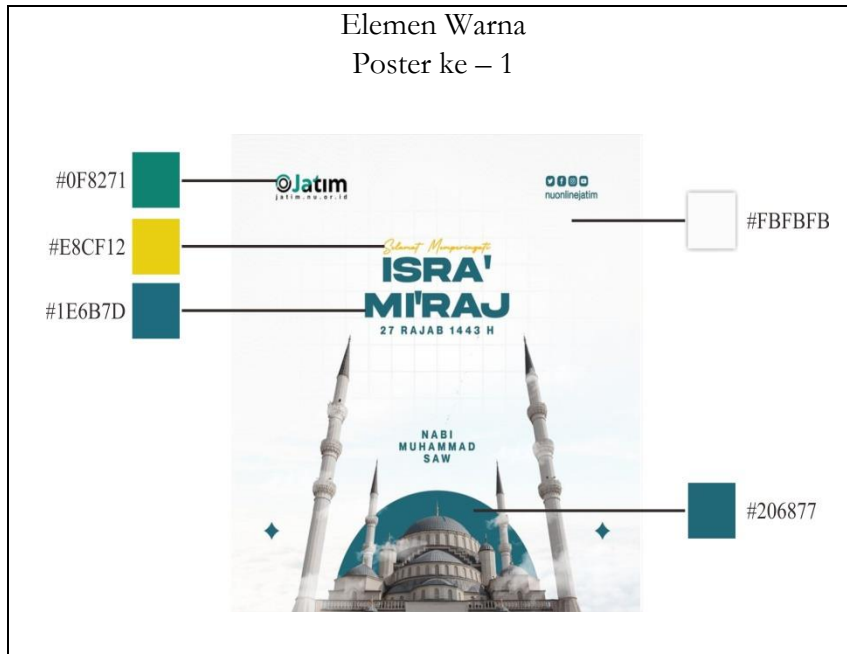 Elemen Warna
Poster ke – 1
#0F8271
#E8CF12
#1E6B7D
Jatim
jatim.nu.or.id
nuonlinejatim
Selamat Memperingati
ISRA'
MI'RAJ
27 RAJAB 1443 H
NABI
MUHAMMAD
SAW
#FBFBFB
#206877